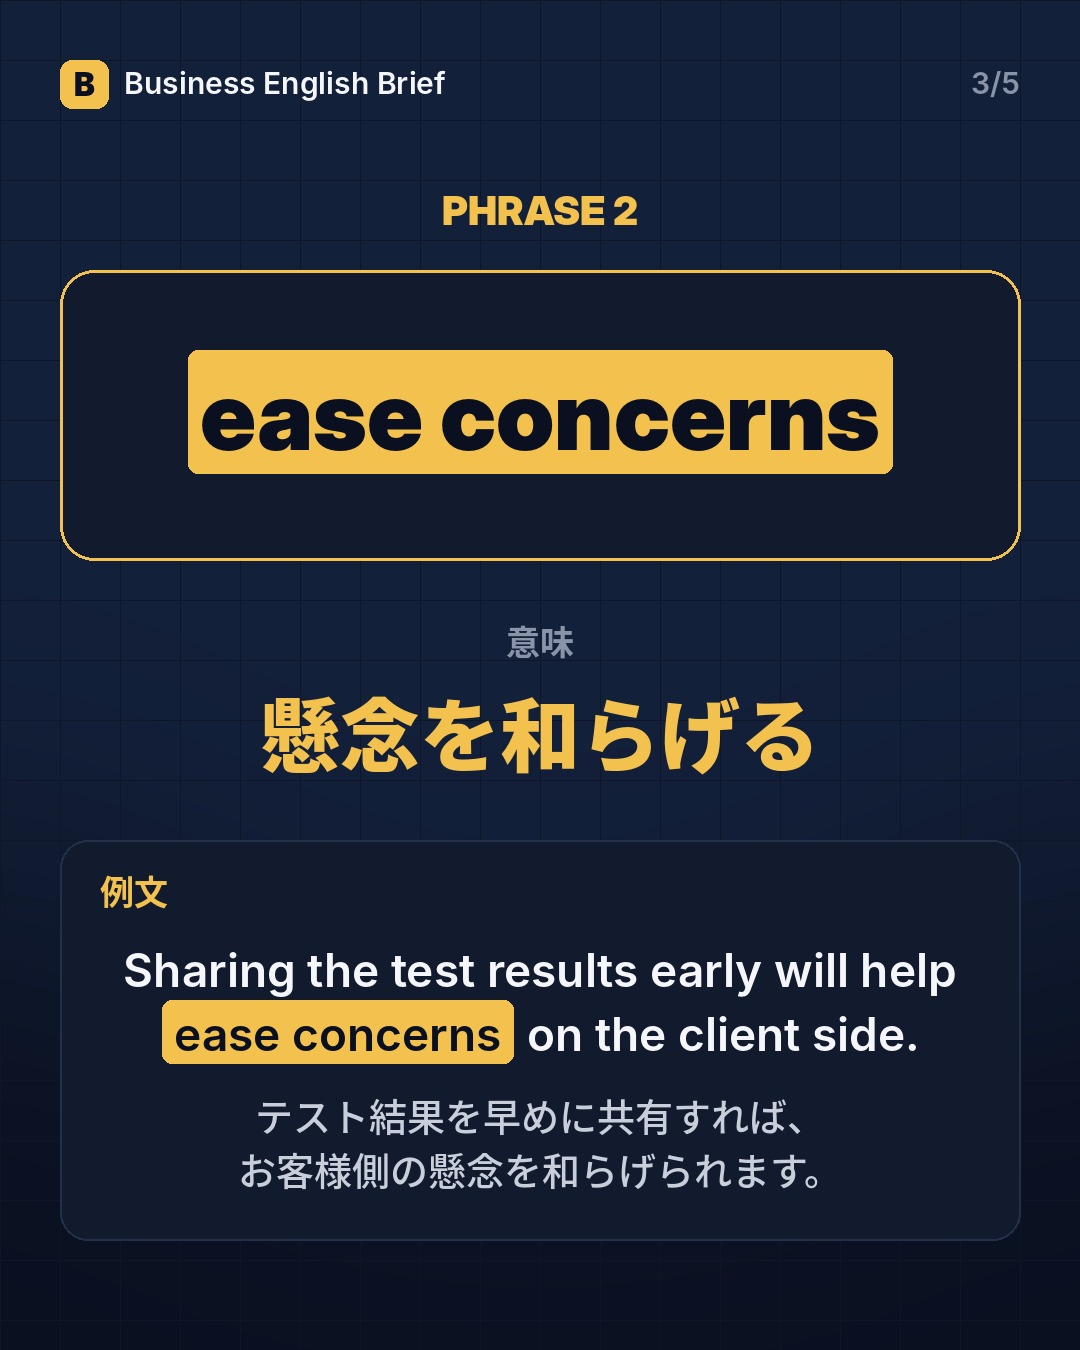 B Business English Brief 3/5
PHRASE 2
ease concerns
意味
懸念を和らげる
例文
Sharing the test results early will help
ease concerns on the client side.
テスト結果を早めに共有すれば、
お客様側の懸念を和らげられます。